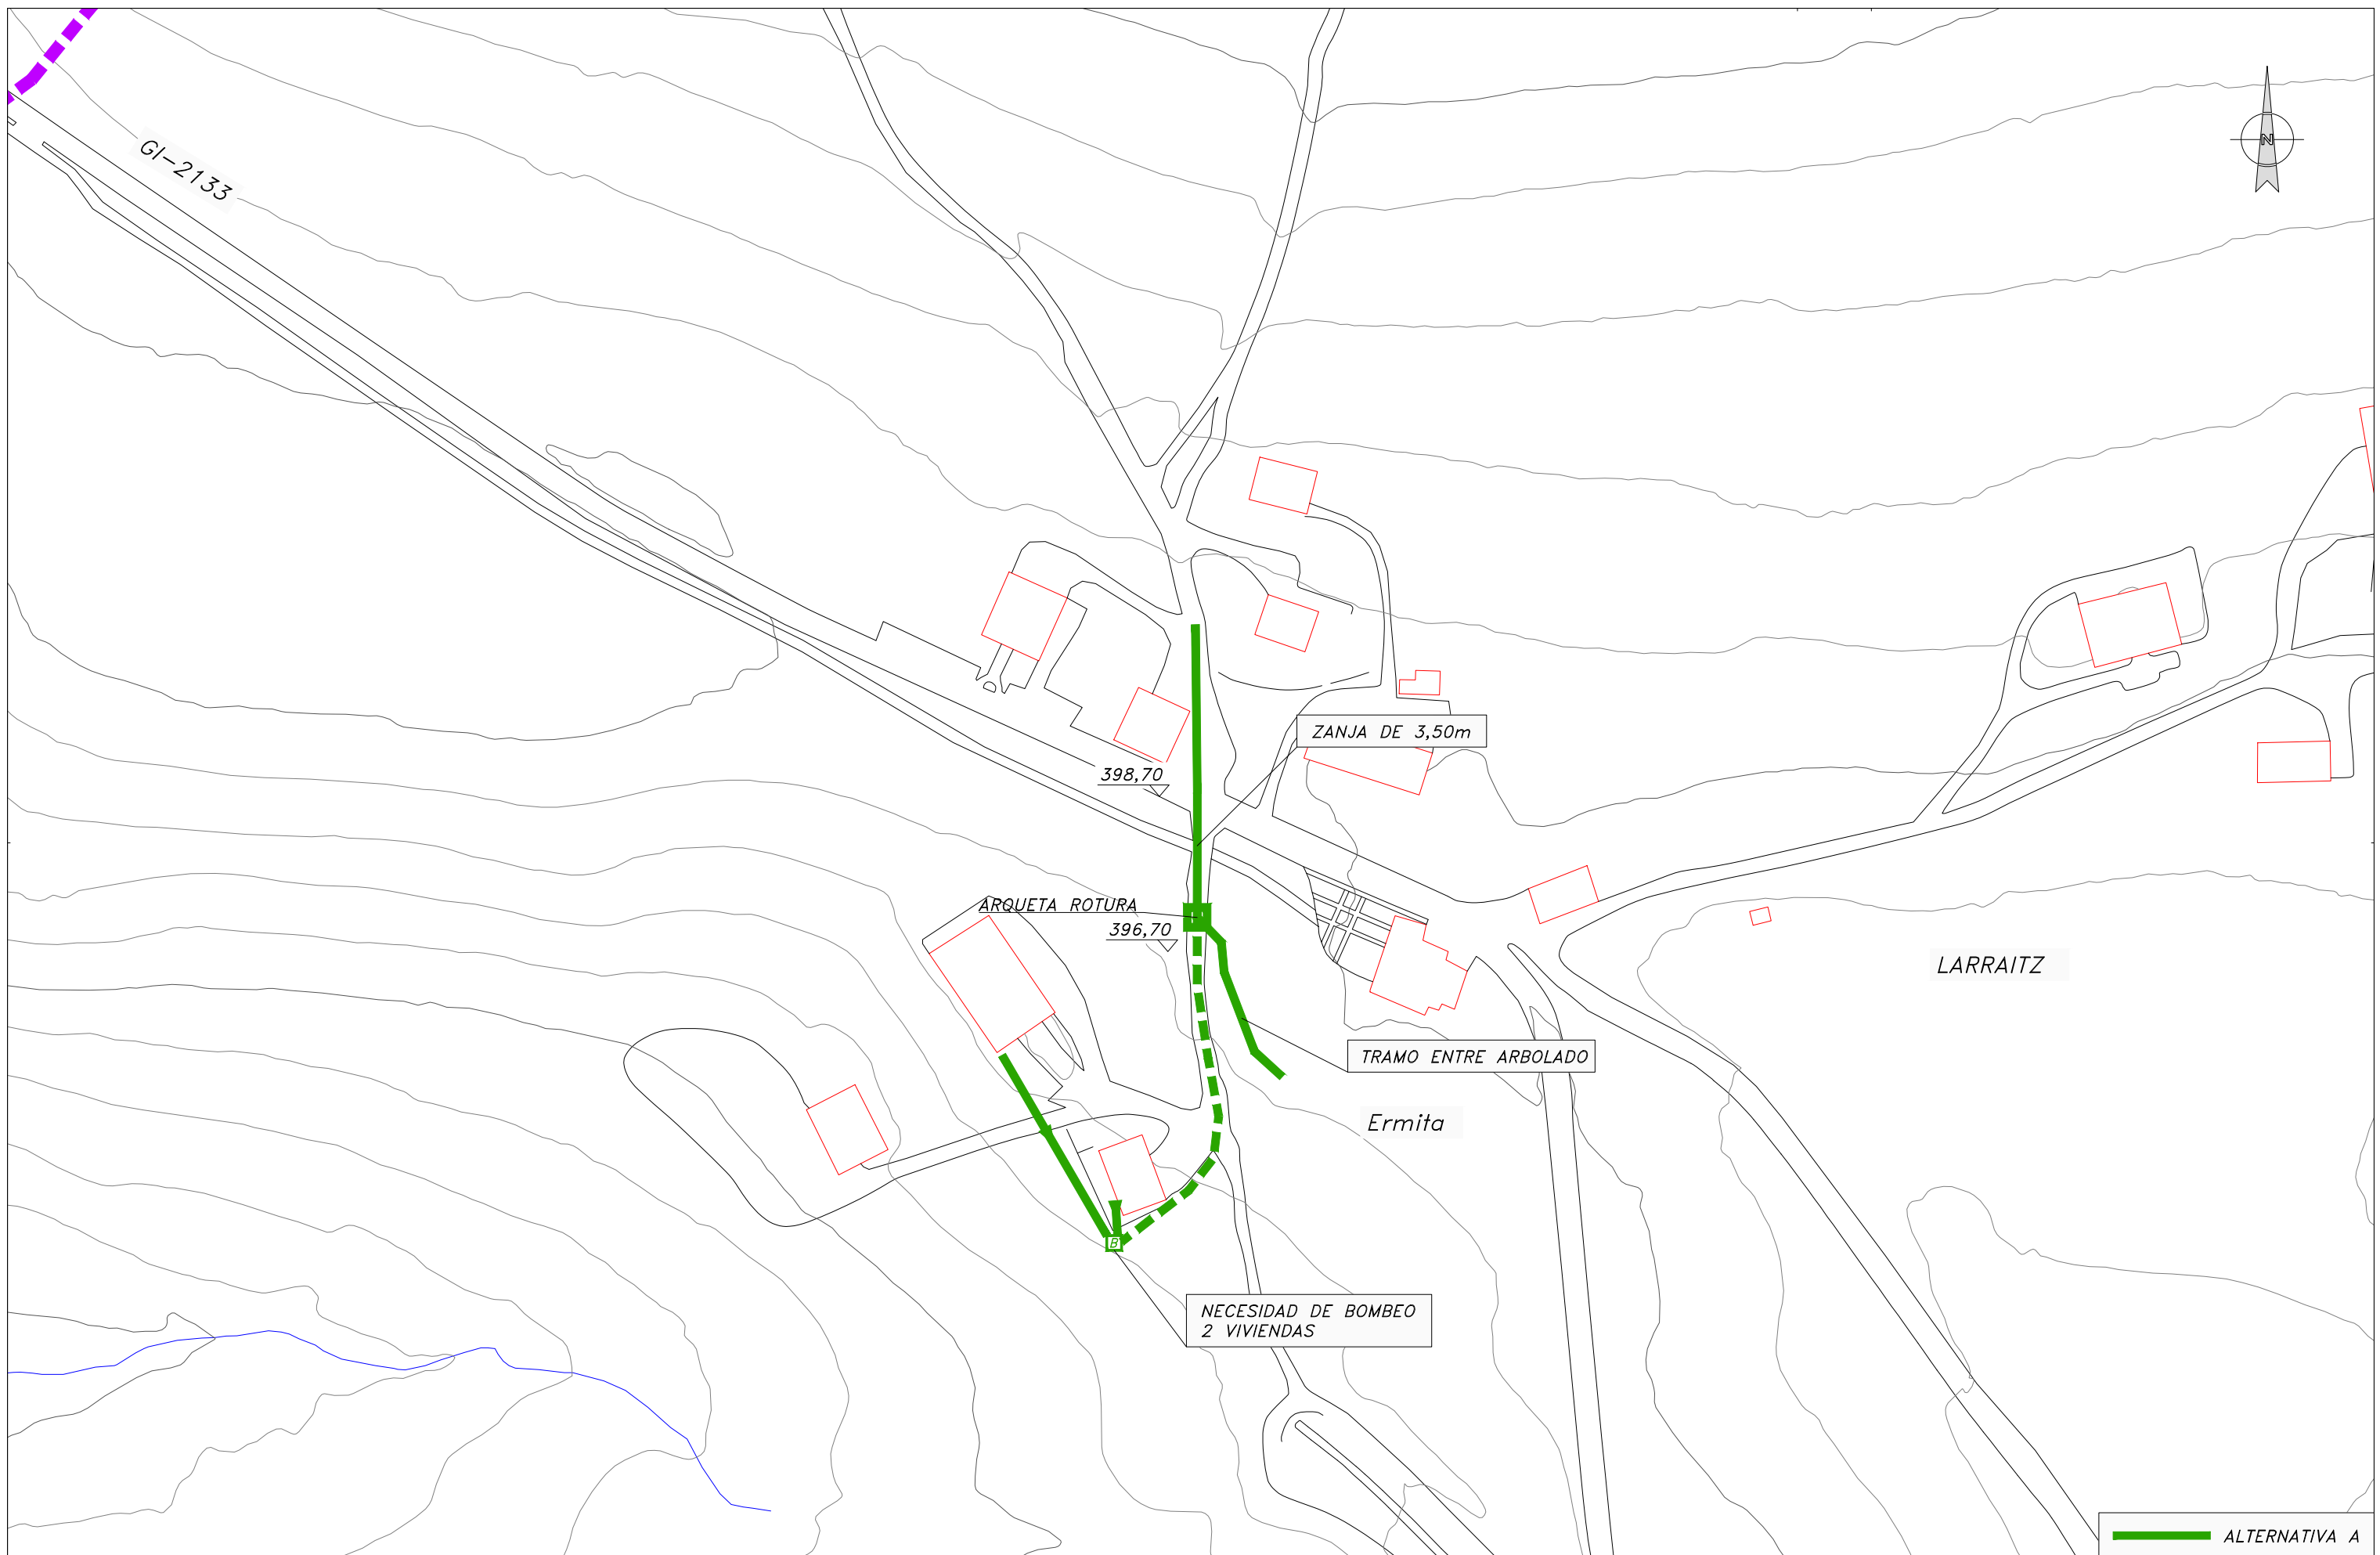 GI-2133
N
ZANJA DE 3,50m
398,70
ARQUETA ROTURA
396,70
LARRAITZ
TRAMO ENTRE ARBOLADO
Ermita
B
NECESIDAD DE BOMBEO
2 VIVIENDAS
ALTERNATIVA A